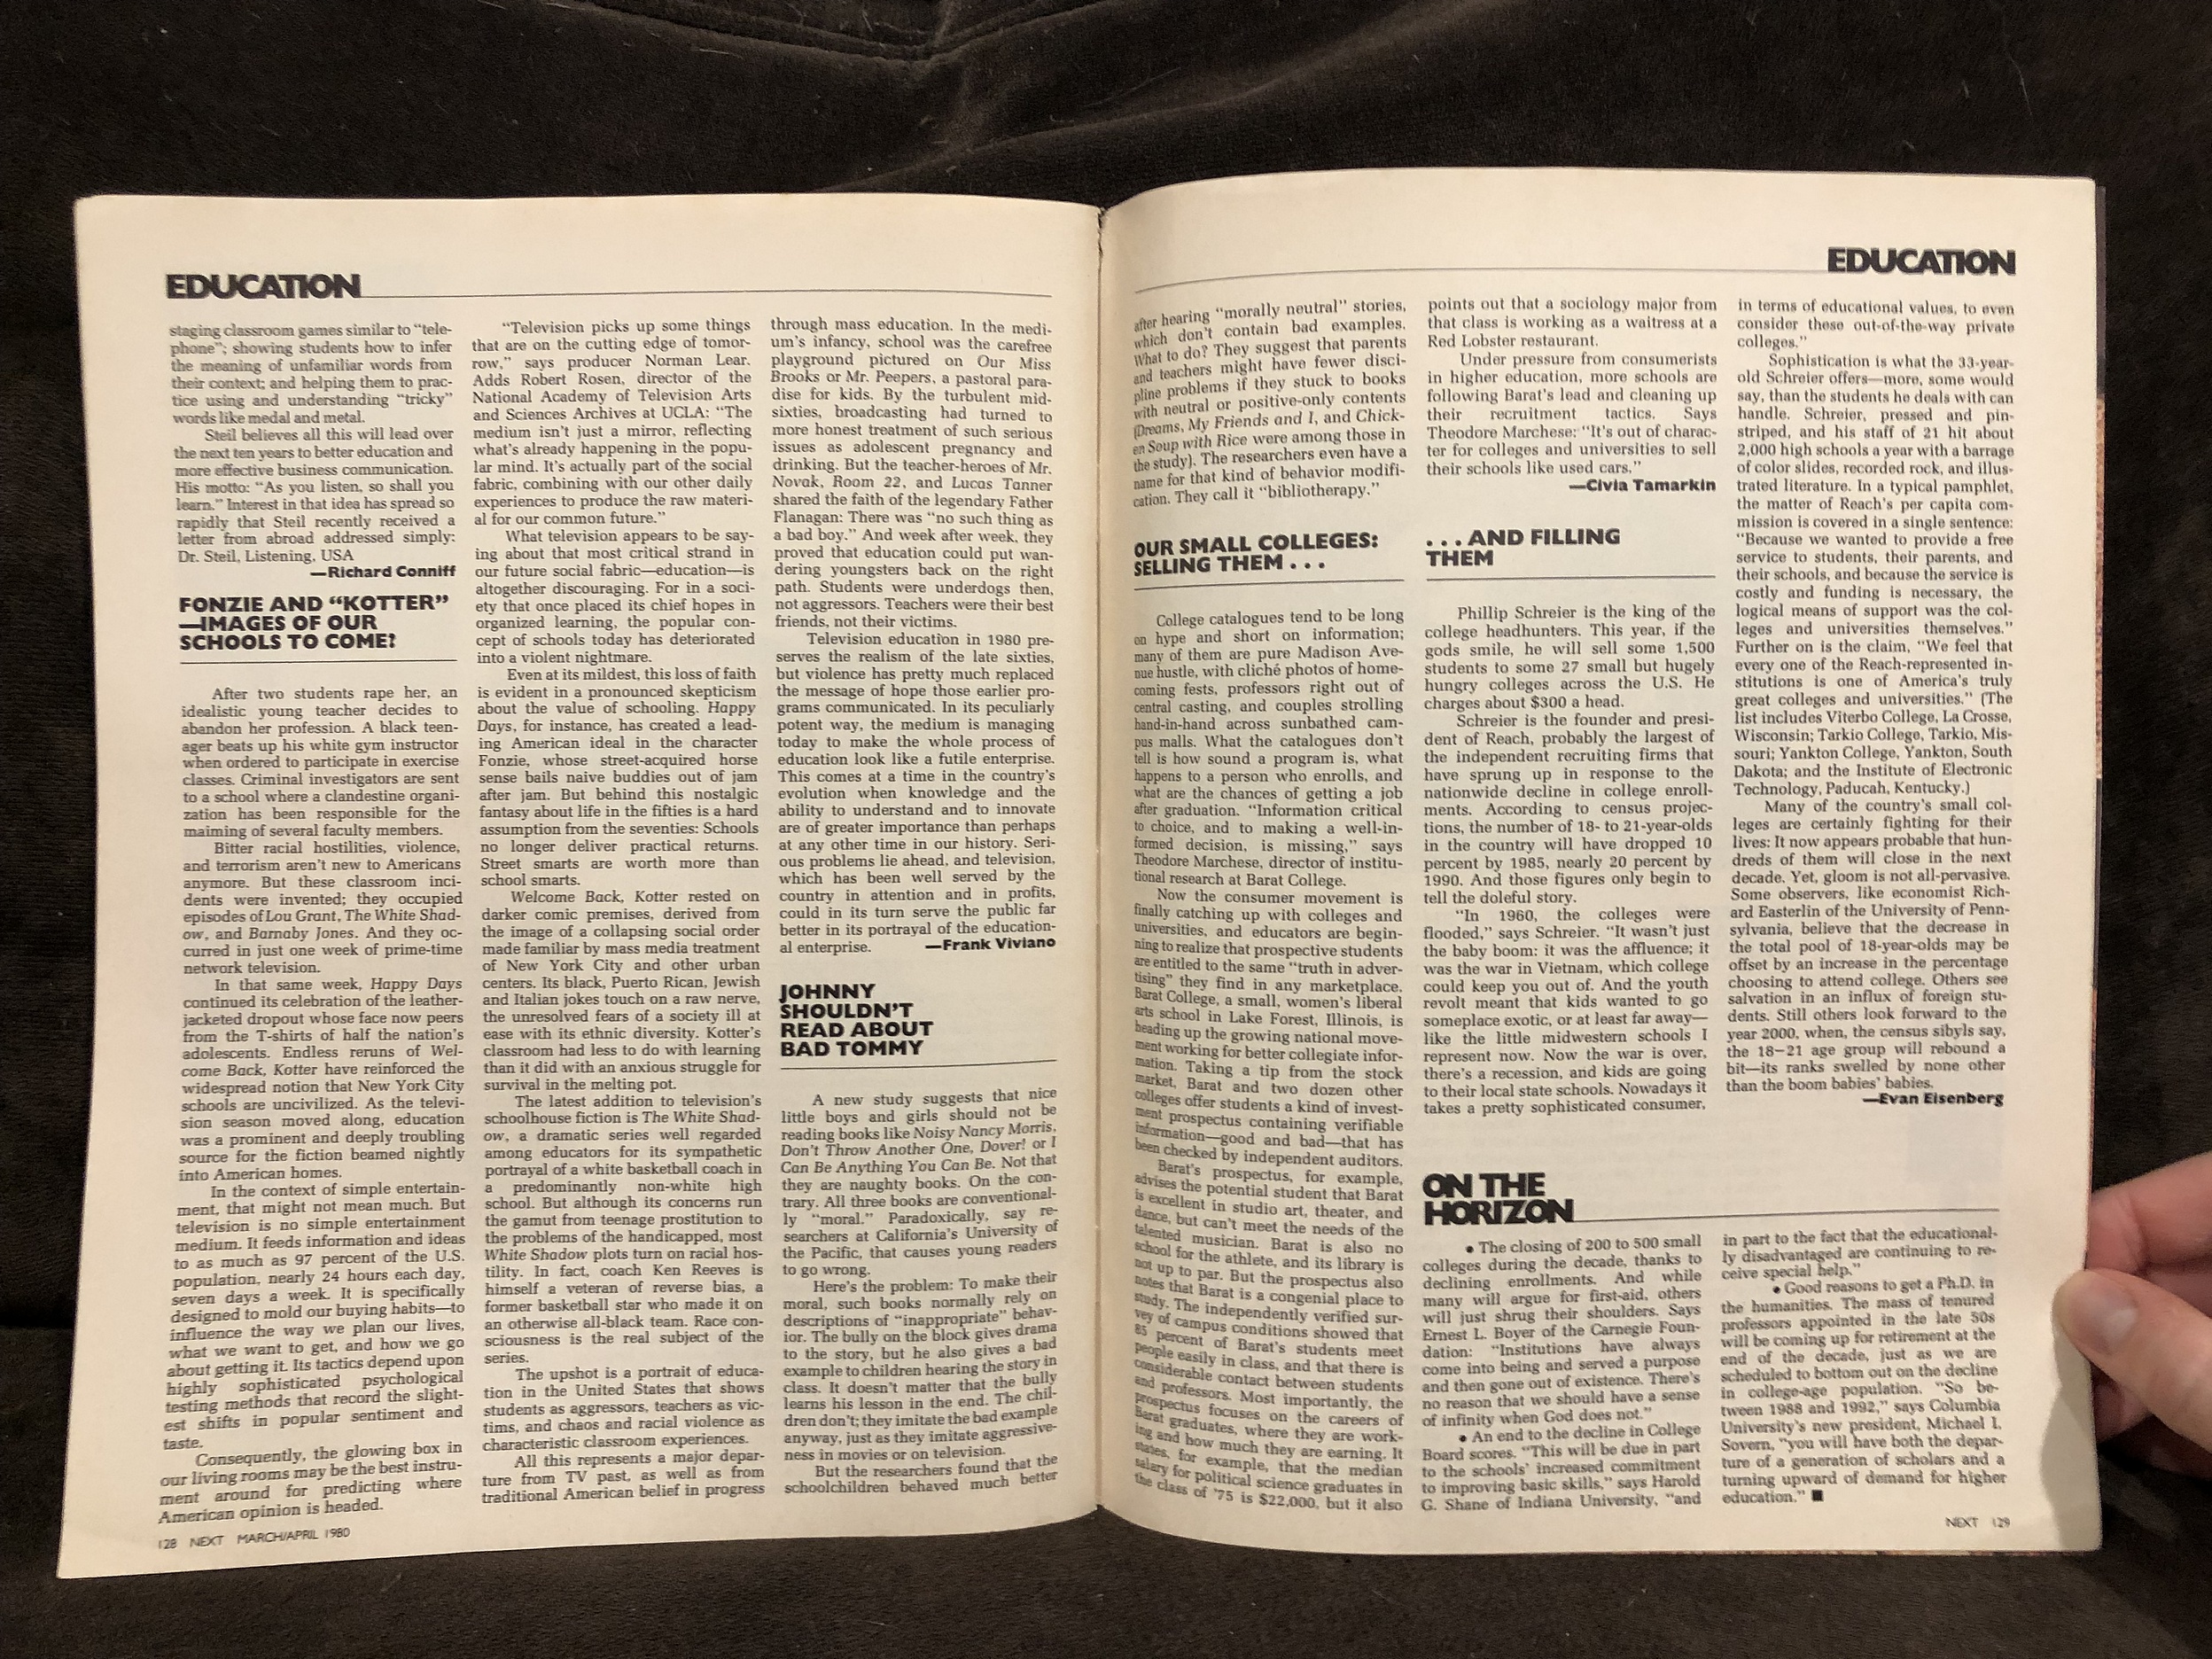 EDUCATION
staging classroom games similar to “tele-
phone”; showing students how to infer
the meaning of unfamiliar words from
their context; and helping them to prac-
tice using and understanding “tricky”
words like medal and metal.
Steil believes all this will lead over
the next ten years to better education and
more effective business communication.
His motto: “As you listen, so shall you
learn.” Interest in that idea has spread so
rapidly that Steil recently received a
letter from abroad addressed simply:
Dr. Steil, Listening, USA
—Richard Conniff
FONZIE AND “KOTTER”
—IMAGES OF OUR
SCHOOLS TO COME?
After two students rape her, an
idealistic young teacher decides to
abandon her profession. A black teen-
ager beats up his white gym instructor
when ordered to participate in exercise
classes. Criminal investigators are sent
to a school where a clandestine organi-
zation has been responsible for the
maiming of several faculty members.
Bitter racial hostilities, violence,
and terrorism aren’t new to Americans
anymore. But these classroom inci-
dents were invented; they occupied
episodes of Lou Grant, The White Shad-
ow, and Barnaby Jones. And they oc-
curred in just one week of prime-time
network television.
In that same week, Happy Days
continued its celebration of the leather-
jacketed dropout whose face now peers
from the T-shirts of half the nation’s
adolescents. Endless reruns of Wel-
come Back, Kotter have reinforced the
widespread notion that New York City
schools are uncivilized. As the televi-
sion season moved along, education
was a prominent and deeply troubling
source for the fiction beamed nightly
into American homes.
In the context of simple entertain-
ment, that might not mean much. But
television is no simple entertainment
medium. It feeds information and ideas
to as much as 97 percent of the U.S.
population, nearly 24 hours each day,
seven days a week. It is specifically
designed to mold our buying habits—to
influence the way we plan our lives,
what we want to get, and how we go
about getting it. Its tactics depend upon
highly sophisticated psychological
testing methods that record the slight-
est shifts in popular sentiment and
taste.
Consequently, the glowing box in
our living rooms may be the best instru-
ment around for predicting where
American opinion is headed.
“Television picks up some things
that are on the cutting edge of tomor-
row,” says producer Norman Lear.
Adds Robert Rosen, director of the
National Academy of Television Arts
and Sciences Archives at UCLA: “The
medium isn’t just a mirror, reflecting
what’s already happening in the popu-
lar mind. It’s actually part of the social
fabric, combining with our other daily
experiences to produce the raw materi-
al for our common future.”
What television appears to be say-
ing about that most critical strand in
our future social fabric—education—is
altogether discouraging. For in a soci-
ety that once placed its chief hopes in
organized learning, the popular con-
cept of schools today has deteriorated
into a violent nightmare.
Even at its mildest, this loss of faith
is evident in a pronounced skepticism
about the value of schooling. Happy
Days, for instance, has created a lead-
ing American ideal in the character
Fonzie, whose street-acquired horse
sense bails naive buddies out of jam
after jam. But behind this nostalgic
fantasy about life in the fifties is a hard
assumption from the seventies: Schools
no longer deliver practical returns.
Street smarts are worth more than
school smarts.
Welcome Back, Kotter rested on
darker comic premises, derived from
the image of a collapsing social order
made familiar by mass media treatment
of New York City and other urban
centers. Its black, Puerto Rican, Jewish
and Italian jokes touch on a raw nerve,
the unresolved fears of a society ill at
ease with its ethnic diversity. Kotter’s
classroom had less to do with learning
than it did with an anxious struggle for
survival in the melting pot.
The latest addition to television’s
schoolhouse fiction is The White Shad-
ow, a dramatic series well regarded
among educators for its sympathetic
portrayal of a white basketball coach in
a predominantly non-white high
school. But although its concerns run
the gamut from teenage prostitution to
the problems of the handicapped, most
White Shadow plots turn on racial hos-
tility. In fact, coach Ken Reeves is
himself a veteran of reverse bias, a
former basketball star who made it on
an otherwise all-black team. Race con-
sciousness is the real subject of the
series.
The upshot is a portrait of educa-
tion in the United States that shows
students as aggressors, teachers as vic-
tims, and chaos and racial violence as
characteristic classroom experiences.
All this represents a major depar-
ture from TV past, as well as from
traditional American belief in progress
through mass education. In the medi-
um’s infancy, school was the carefree
playground pictured on Our Miss
Brooks or Mr. Peepers, a pastoral para-
dise for kids. By the turbulent mid-
sixties, broadcasting had turned to
more honest treatment of such serious
issues as adolescent pregnancy and
drinking. But the teacher-heroes of Mr.
Novak, Room 22, and Lucas Tanner
shared the faith of the legendary Father
Flanagan: There was “no such thing as
a bad boy.” And week after week, they
proved that education could put wan-
dering youngsters back on the right
path. Students were underdogs then,
not aggressors. Teachers were their best
friends, not their victims.
Television education in 1980 pre-
serves the realism of the late sixties,
but violence has pretty much replaced
the message of hope those earlier pro-
grams communicated. In its peculiarly
potent way, the medium is managing
today to make the whole process of
education look like a futile enterprise.
This comes at a time in the country’s
evolution when knowledge and the
ability to understand and to innovate
are of greater importance than perhaps
at any other time in our history. Seri-
ous problems lie ahead, and television,
which has been well served by the
country in attention and in profits,
could in its turn serve the public far
better in its portrayal of the education-
al enterprise. —Frank Viviano
JOHNNY
SHOULDN’T
READ ABOUT
BAD TOMMY
A new study suggests that nice
little boys and girls should not be
reading books like Noisy Nancy Morris,
Don’t Throw Another One, Dover! or I
Can Be Anything You Can Be. Not that
they are naughty books. On the con-
trary. All three books are conventional-
ly “moral.” Paradoxically, say re-
searchers at California’s University of
the Pacific, that causes young readers
to go wrong.
Here’s the problem: To make their
moral, such books normally rely on
descriptions of “inappropriate” behav-
ior. The bully on the block gives drama
to the story, but he also gives a bad
example to children hearing the story in
class. It doesn’t matter that the bully
learns his lesson in the end. The chil-
dren don’t; they imitate the bad example
anyway, just as they imitate aggressive-
ness in movies or on television.
But the researchers found that the
schoolchildren behaved much better
128 NEXT MARCH/APRIL 1980
EDUCATION
after hearing “morally neutral” stories,
which don’t contain bad examples.
What to do? They suggest that parents
and teachers might have fewer disci-
pline problems if they stuck to books
with neutral or positive-only contents
(Dreams, My Friends and I, and Chick-
en Soup with Rice were among those in
the study). The researchers even have a
name for that kind of behavior modifi-
cation. They call it “bibliotherapy.”
OUR SMALL COLLEGES:
SELLING THEM . . .
College catalogues tend to be long
on hype and short on information;
many of them are pure Madison Ave-
nue hustle, with cliché photos of home-
coming fests, professors right out of
central casting, and couples strolling
hand-in-hand across sunbathed cam-
pus malls. What the catalogues don’t
tell is how sound a program is, what
happens to a person who enrolls, and
what are the chances of getting a job
after graduation. “Information critical
to choice, and to making a well-in-
formed decision, is missing,” says
Theodore Marchese, director of institu-
tional research at Barat College.
Now the consumer movement is
finally catching up with colleges and
universities, and educators are begin-
ning to realize that prospective students
are entitled to the same “truth in adver-
tising” they find in any marketplace.
Barat College, a small, women’s liberal
arts school in Lake Forest, Illinois, is
heading up the growing national move-
ment working for better collegiate infor-
mation. Taking a tip from the stock
market, Barat and two dozen other
colleges offer students a kind of invest-
ment prospectus containing verifiable
information—good and bad—that has
been checked by independent auditors.
Barat’s prospectus, for example,
advises the potential student that Barat
is excellent in studio art, theater, and
dance, but can’t meet the needs of the
talented musician. Barat is also no
school for the athlete, and its library is
not up to par. But the prospectus also
notes that Barat is a congenial place to
study. The independently verified sur-
vey of campus conditions showed that
85 percent of Barat’s students meet
people easily in class, and that there is
considerable contact between students
and professors. Most importantly, the
prospectus focuses on the careers of
Barat graduates, where they are work-
ing and how much they are earning. It
states, for example, that the median
salary for political science graduates in
the class of ’75 is $22,000, but it also
points out that a sociology major from
that class is working as a waitress at a
Red Lobster restaurant.
Under pressure from consumerists
in higher education, more schools are
following Barat’s lead and cleaning up
their recruitment tactics. Says
Theodore Marchese: “It’s out of charac-
ter for colleges and universities to sell
their schools like used cars.”
—Civia Tamarkin
. . . AND FILLING
THEM
Phillip Schreier is the king of the
college headhunters. This year, if the
gods smile, he will sell some 1,500
students to some 27 small but hugely
hungry colleges across the U.S. He
charges about $300 a head.
Schreier is the founder and presi-
dent of Reach, probably the largest of
the independent recruiting firms that
have sprung up in response to the
nationwide decline in college enroll-
ments. According to census projec-
tions, the number of 18- to 21-year-olds
in the country will have dropped 10
percent by 1985, nearly 20 percent by
1990. And those figures only begin to
tell the doleful story.
“In 1960, the colleges were
flooded,” says Schreier. “It wasn’t just
the baby boom: it was the affluence; it
was the war in Vietnam, which college
could keep you out of. And the youth
revolt meant that kids wanted to go
someplace exotic, or at least far away—
like the little midwestern schools I
represent now. Now the war is over,
there’s a recession, and kids are going
to their local state schools. Nowadays it
takes a pretty sophisticated consumer,
in terms of educational values, to even
consider these out-of-the-way private
colleges.”
Sophistication is what the 33-year-
old Schreier offers—more, some would
say, than the students he deals with can
handle. Schreier, pressed and pin-
striped, and his staff of 21 hit about
2,000 high schools a year with a barrage
of color slides, recorded rock, and illus-
trated literature. In a typical pamphlet,
the matter of Reach’s per capita com-
mission is covered in a single sentence:
“Because we wanted to provide a free
service to students, their parents, and
their schools, and because the service is
costly and funding is necessary, the
logical means of support was the col-
leges and universities themselves.”
Further on is the claim, “We feel that
every one of the Reach-represented in-
stitutions is one of America’s truly
great colleges and universities.” (The
list includes Viterbo College, La Crosse,
Wisconsin; Tarkio College, Tarkio, Mis-
souri; Yankton College, Yankton, South
Dakota; and the Institute of Electronic
Technology, Paducah, Kentucky.)
Many of the country’s small col-
leges are certainly fighting for their
lives: It now appears probable that hun-
dreds of them will close in the next
decade. Yet, gloom is not all-pervasive.
Some observers, like economist Rich-
ard Easterlin of the University of Penn-
sylvania, believe that the decrease in
the total pool of 18-year-olds may be
offset by an increase in the percentage
choosing to attend college. Others see
salvation in an influx of foreign stu-
dents. Still others look forward to the
year 2000, when, the census sibyls say,
the 18–21 age group will rebound a
bit—its ranks swelled by none other
than the boom babies’ babies.
—Evan Eisenberg
ON THE
HORIZON
• The closing of 200 to 500 small
colleges during the decade, thanks to
declining enrollments. And while
many will argue for first-aid, others
will just shrug their shoulders. Says
Ernest L. Boyer of the Carnegie Foun-
dation: “Institutions have always
come into being and served a purpose
and then gone out of existence. There’s
no reason that we should have a sense
of infinity when God does not.”
• An end to the decline in College
Board scores. “This will be due in part
to the schools’ increased commitment
to improving basic skills,” says Harold
G. Shane of Indiana University, “and
in part to the fact that the educational-
ly disadvantaged are continuing to re-
ceive special help.”
• Good reasons to get a Ph.D. in
the humanities. The mass of tenured
professors appointed in the late 50s
will be coming up for retirement at the
end of the decade, just as we are
scheduled to bottom out on the decline
in college-age population. “So be-
tween 1988 and 1992,” says Columbia
University’s new president, Michael I.
Sovern, “you will have both the depar-
ture of a generation of scholars and a
turning upward of demand for higher
education.” ■
NEXT 129